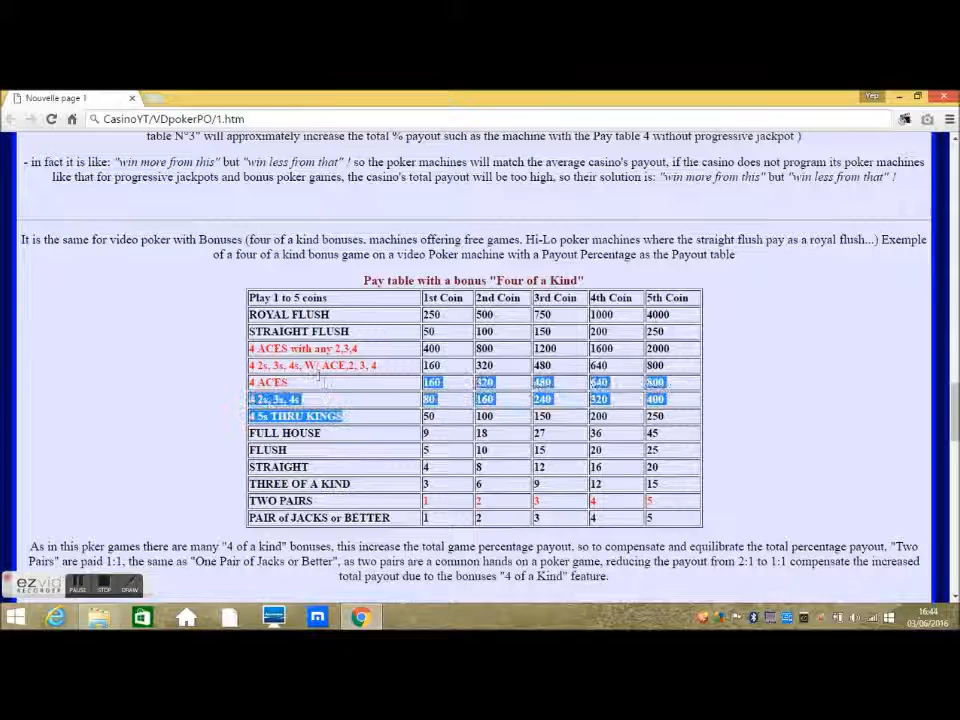 Nouvelle page 1
Yep
CasinoYT/VDpokerPO/1.htm
table N°3" will approximately increase the total % payout such as the machine with the Pay table 4 without progressive jackpot )
- in fact it is like: "win more from this" but "win less from that" ! so the poker machines will match the average casino's payout, if the casino does not program its poker machines
like that for progressive jackpots and bonus poker games, the casino's total payout will be too high, so their solution is: "win more from this" but "win less from that" !
It is the same for video poker with Bonuses (four of a kind bonuses. machines offering free games. Hi-Lo poker machines where the straight flush pay as a royal flush...) Exemple
of a four of a kind bonus game on a video Poker machine with a Payout Percentage as the Payout table
Pay table with a bonus "Four of a Kind"
Play 1 to 5 coins 1st Coin 2nd Coin 3rd Coin 4th Coin 5th Coin
ROYAL FLUSH 250 500 750 1000 4000
STRAIGHT FLUSH 50 100 150 200 250
4 ACES with any 2,3,4 400 800 1200 1600 2000
4 2s, 3s, 4s, W/ ACE,2, 3, 4 160 320 480 640 800
4 ACES 160 320 480 640 800
4 2s, 3s, 4s 80 160 240 320 400
4 5s THRU KINGS 50 100 150 200 250
FULL HOUSE 9 18 27 36 45
FLUSH 5 10 15 20 25
STRAIGHT 4 8 12 16 20
THREE OF A KIND 3 6 9 12 15
TWO PAIRS 1 2 3 4 5
PAIR of JACKS or BETTER 1 2 3 4 5
As in this pker games there are many "4 of a kind" bonuses, this increase the total game percentage payout, so to compensate and equilibrate the total percentage payout, "Two
Pairs" are paid 1:1, the same as "One Pair of Jacks or Better", as two pairs are a common hands on a poker game, reducing the payout from 2:1 to 1:1 compensate the increased
total payout due to the bonuses "4 of a Kind" feature.
ezvid
RECORDER
PAUSE STOP DRAW
16:44
03/06/2016